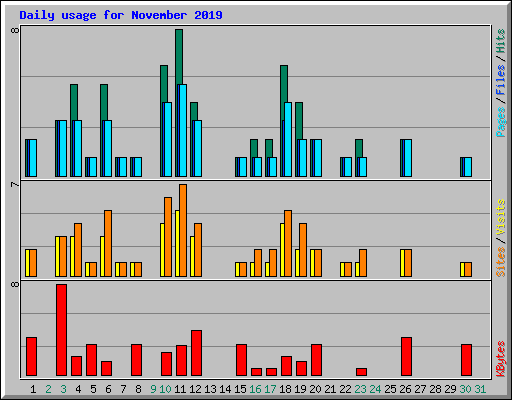 Daily usage for November 2019
8
7
8
Pages / Files / Hits
Sites / Visits
KBytes
1 2 3 4 5 6 7 8 9 10 11 12 13 14 15 16 17 18 19 20 21 22 23 24 25 26 27 28 29 30 31